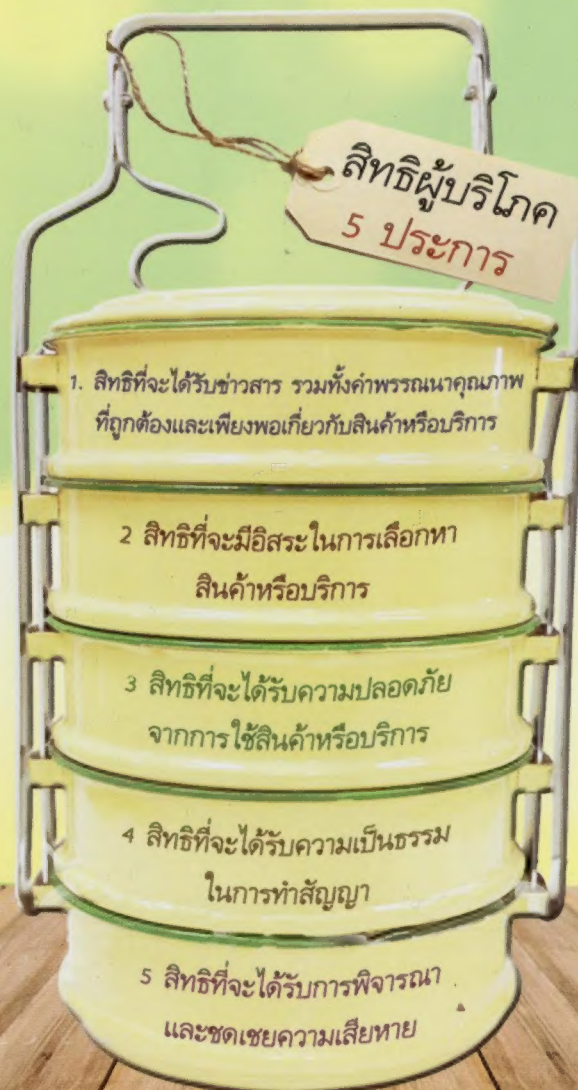 สิทธิผู้บริโภค
5 ประการ
1. สิทธิที่จะได้รับข่าวสาร รวมทั้งคำพรรณนาคุณภาพ
ที่ถูกต้องและเพียงพอเกี่ยวกับสินค้าหรือบริการ
2 สิทธิที่จะมีอิสระในการเลือกหา
สินค้าหรือบริการ
3 สิทธิที่จะได้รับความปลอดภัย
จากการใช้สินค้าหรือบริการ
4 สิทธิที่จะได้รับความเป็นธรรม
ในการทำสัญญา
5 สิทธิที่จะได้รับการพิจารณา
และชดเชยความเสียหาย